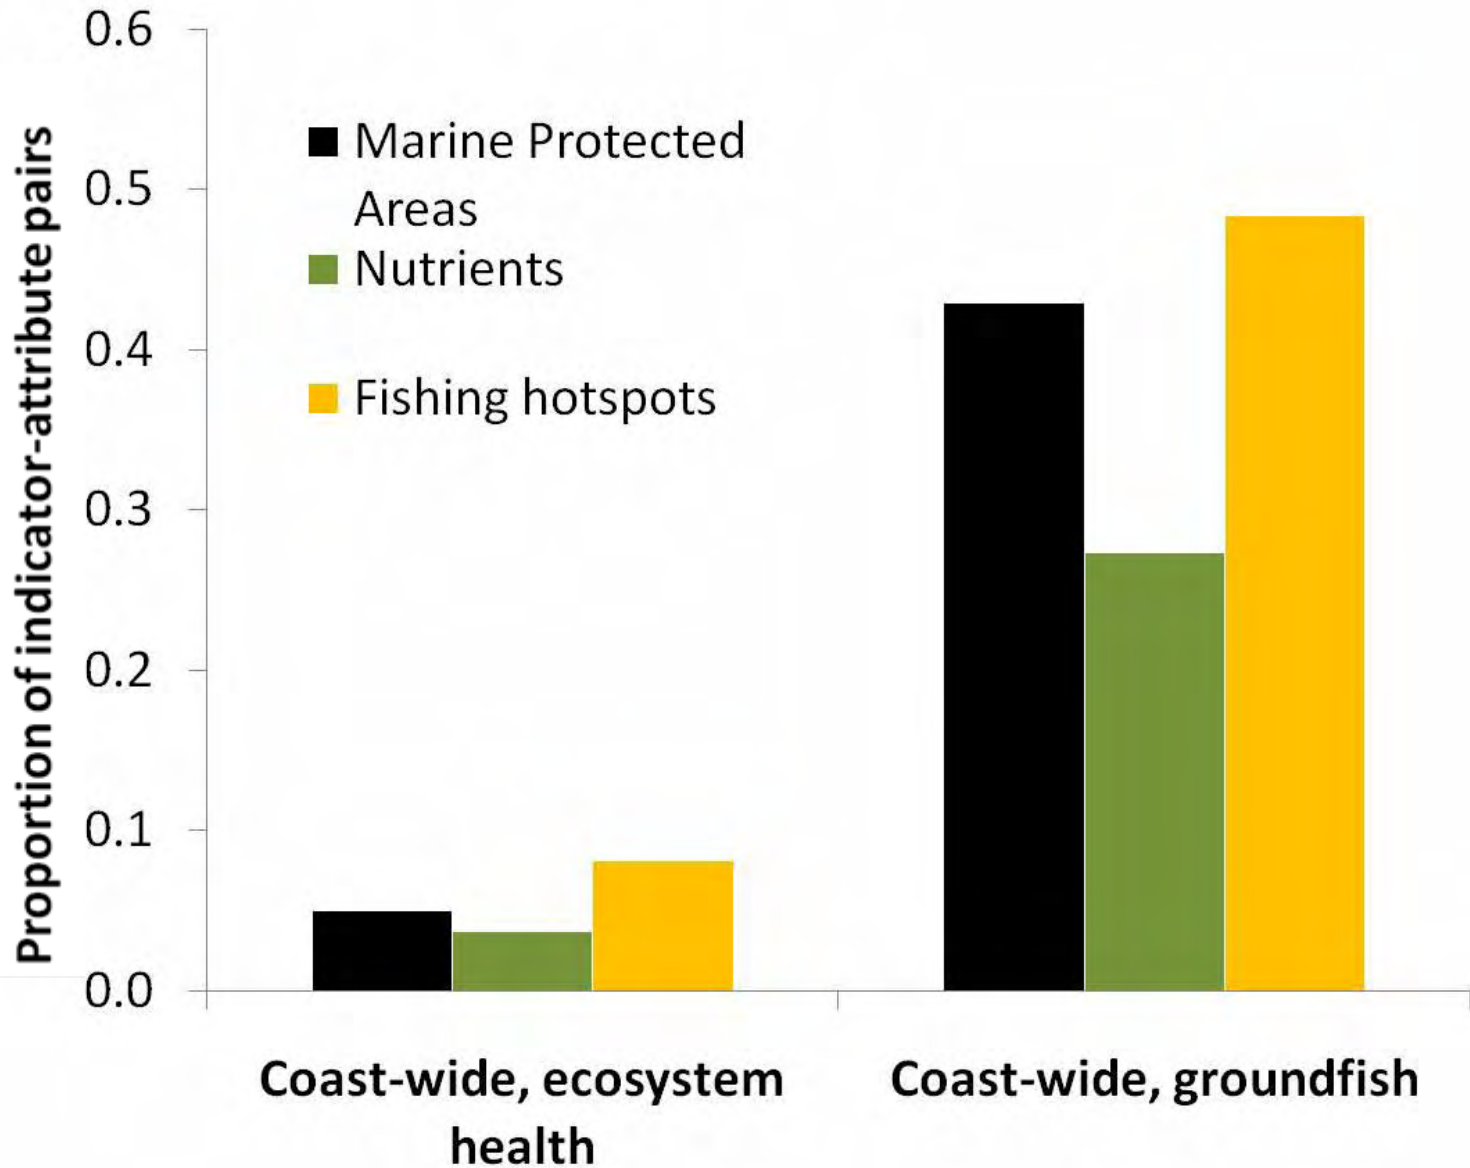 Proportion of indicator-attribute pairs
0.6
0.5
0.4
0.3
0.2
0.1
0.0
Marine Protected
Areas
Nutrients
Fishing hotspots
Coast-wide, ecosystem
health
Coast-wide, groundfish